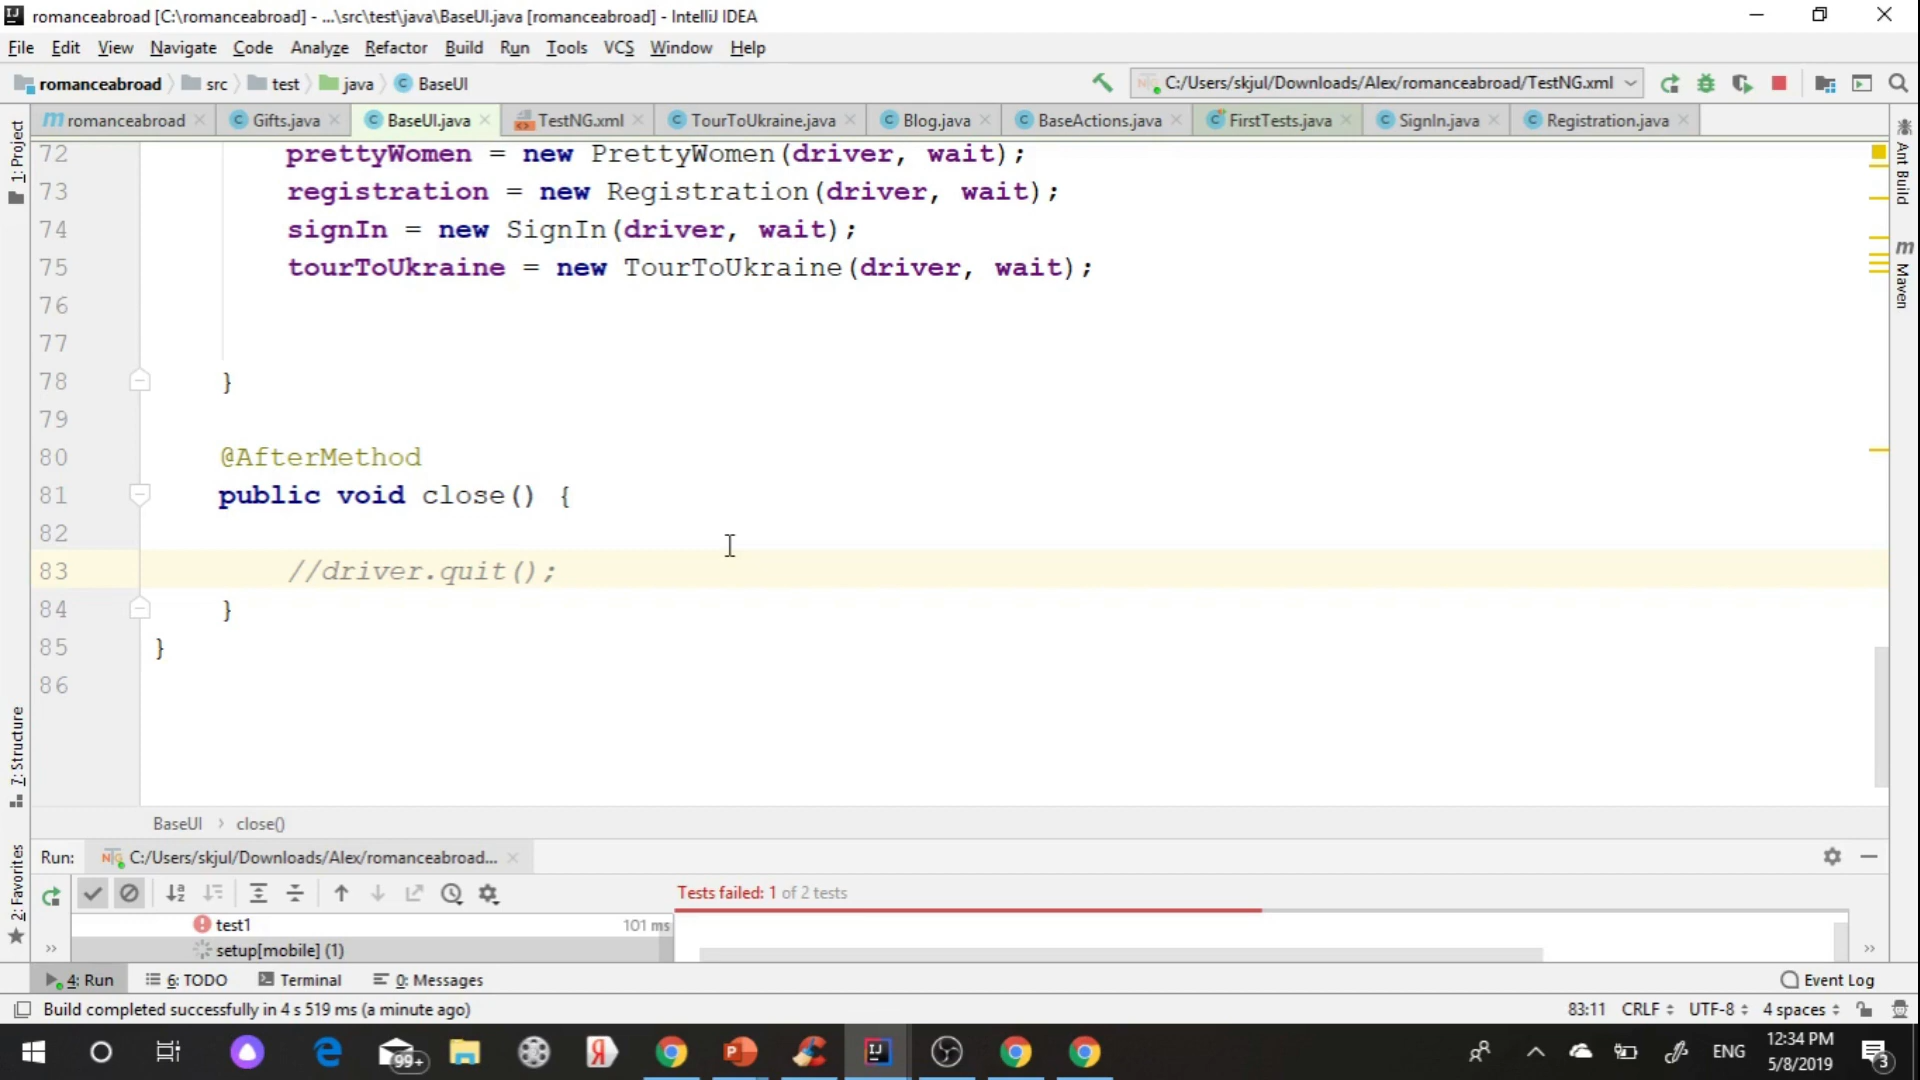 romanceabroad [C:\romanceabroad] - ...\src\test\java\BaseUI.java [romanceabroad] - IntelliJ IDEA
File Edit View Navigate Code Analyze Refactor Build Run Tools VCS Window Help
romanceabroad src test java BaseUI
C:/Users/skjul/Downloads/Alex/romanceabroad/TestNG.xml
romanceabroad Gifts.java BaseUI.java TestNG.xml TourToUkraine.java Blog.java BaseActions.java FirstTests.java SignIn.java Registration.java
72 prettyWomen = new PrettyWomen(driver, wait);
73 registration = new Registration(driver, wait);
74 signIn = new SignIn(driver, wait);
75 tourToUkraine = new TourToUkraine(driver, wait);
76
77
78 }
79
80 @AfterMethod
81 public void close() {
82
83 //driver.quit();
84 }
85 }
86
1: Project
7: Structure
2: Favorites
Ant Build
Maven
BaseUI close()
Run: C:/Users/skjul/Downloads/Alex/romanceabroad...
Tests failed: 1 of 2 tests
test1 101 ms
setup[mobile] (1)
4: Run 6: TODO Terminal 0: Messages Event Log
Build completed successfully in 4 s 519 ms (a minute ago) 83:11 CRLF UTF-8 4 spaces
99+ ENG 12:34 PM
5/8/2019 3